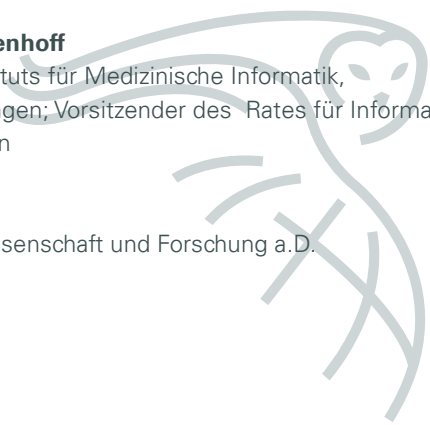 enhoff
tuts für Medizinische Informatik,
gen; Vorsitzender des Rates für Informa
n
senschaft und Forschung a.D.